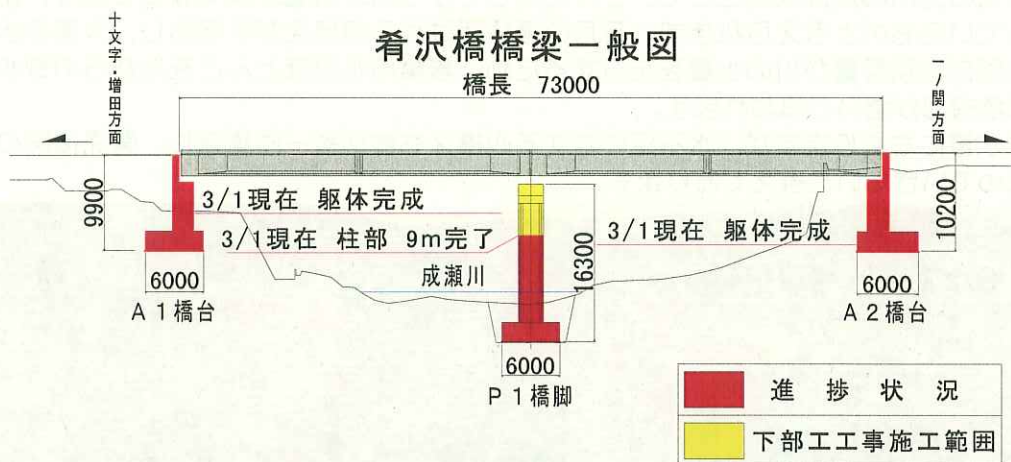 肴沢橋橋梁一般図
橋長 73000
十文字・増田方面
一ノ関方面
9900
3/1現在 躯体完成
3/1現在 柱部 9m完了
成瀬川
16300
3/1現在 躯体完成
10200
6000
A1橋台
6000
P1橋脚
6000
A2橋台
進捗状況
下部工工事施工範囲